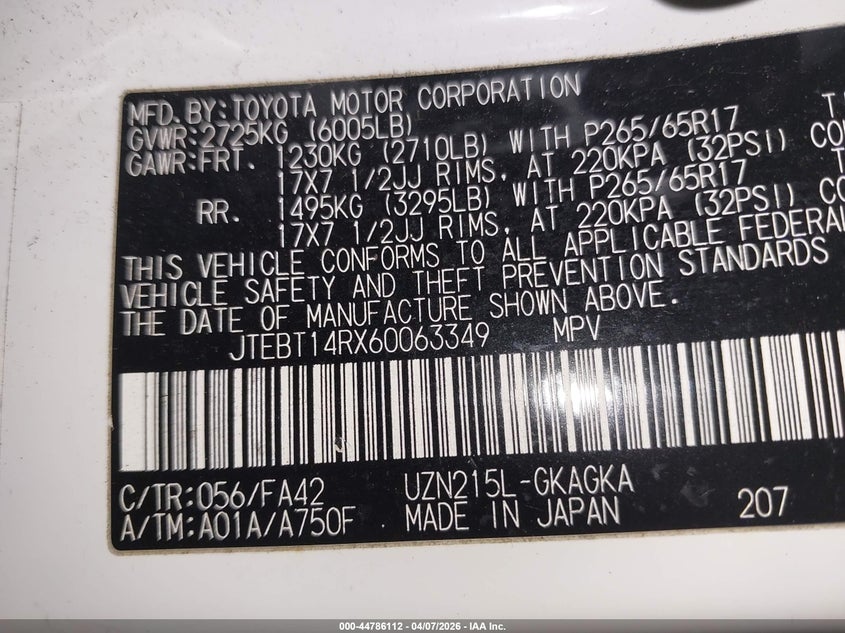 MFD. BY: TOYOTA MOTOR CORPORATION
GVWR: 2725KG (6005LB)
GAWR: FRT. 1230KG (2710LB) WITH P265/65R17
17X7 1/2JJ RIMS, AT 220KPA (32PSI)
RR. 1495KG (3295LB) WITH P265/65R17
17X7 1/2JJ RIMS, AT 220KPA (32PSI)
THIS VEHICLE CONFORMS TO ALL APPLICABLE FEDERAL
VEHICLE SAFETY AND THEFT PREVENTION STANDARDS
THE DATE OF MANUFACTURE SHOWN ABOVE.
JTEBT14RX60063349 MPV
C/TR: 056/FA42 UZN215L-GKAGKA
A/TM: A01A/A750F MADE IN JAPAN 207
000-44786112 | 04/07/2026 | IAA Inc.